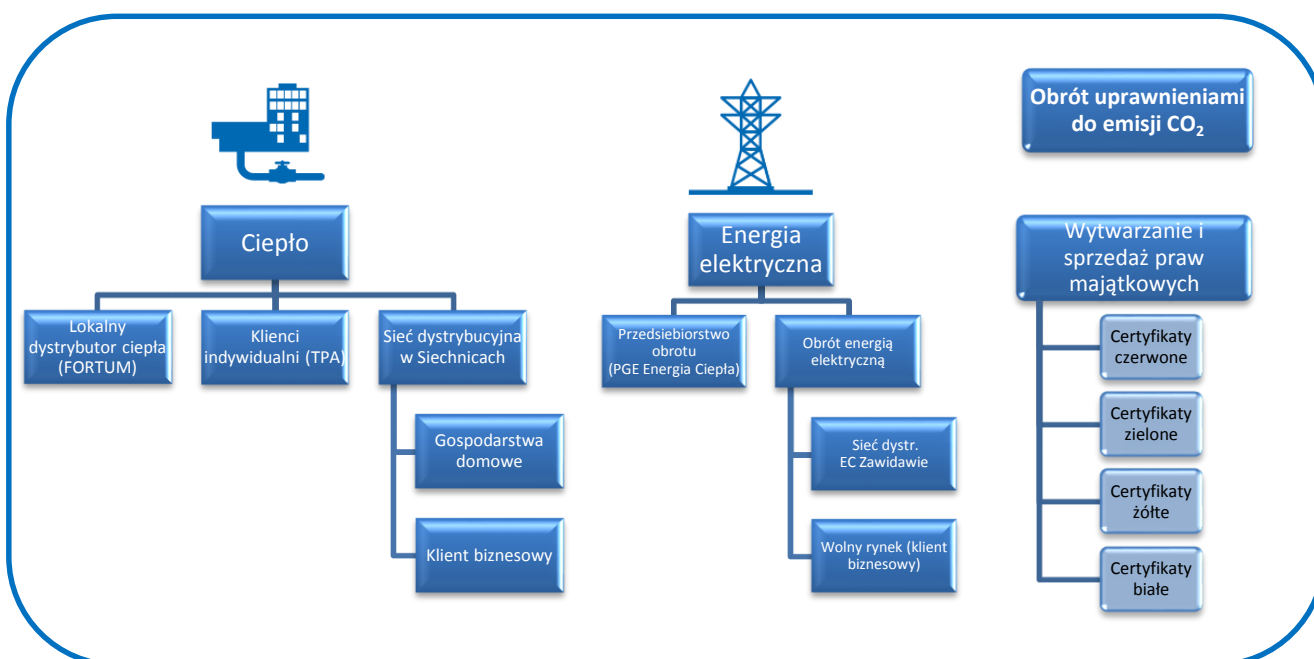 Obrót uprawnieniami
do emisji CO₂
Ciepło
Lokalny
dystrybutor ciepła
(FORTUM)
Klienci
indywidualni (TPA)
Sieć dystrybucyjna
w Siechnicach
Gospodarstwa
domowe
Klient biznesowy
Energia
elektryczna
Przedsiebiorstwo
obrotu
(PGE Energia Ciepła)
Obrót energią
elektryczną
Sieć dystr.
EC Zawidawie
Wolny rynek (klient
biznesowy)
Wytwarzanie i
sprzedaż praw
majątkowych
Certyfikaty
czerwone
Certyfikaty
zielone
Certyfikaty
żółte
Certyfikaty
białe